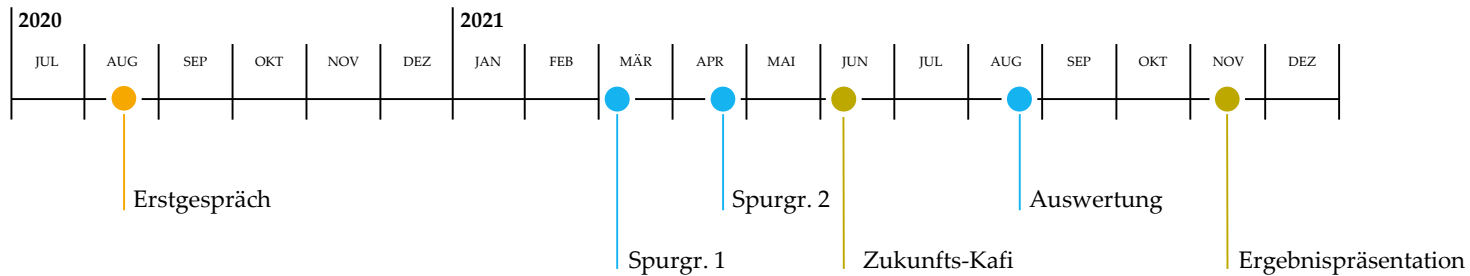 2020 2021
JUL AUG SEP OKT NOV DEZ JAN FEB MÄR APR MAI JUN JUL AUG SEP OKT NOV DEZ
Erstgespräch Spurgr. 2 Auswertung
Spurgr. 1 Zukunfts-Kafi Ergebnispräsentation